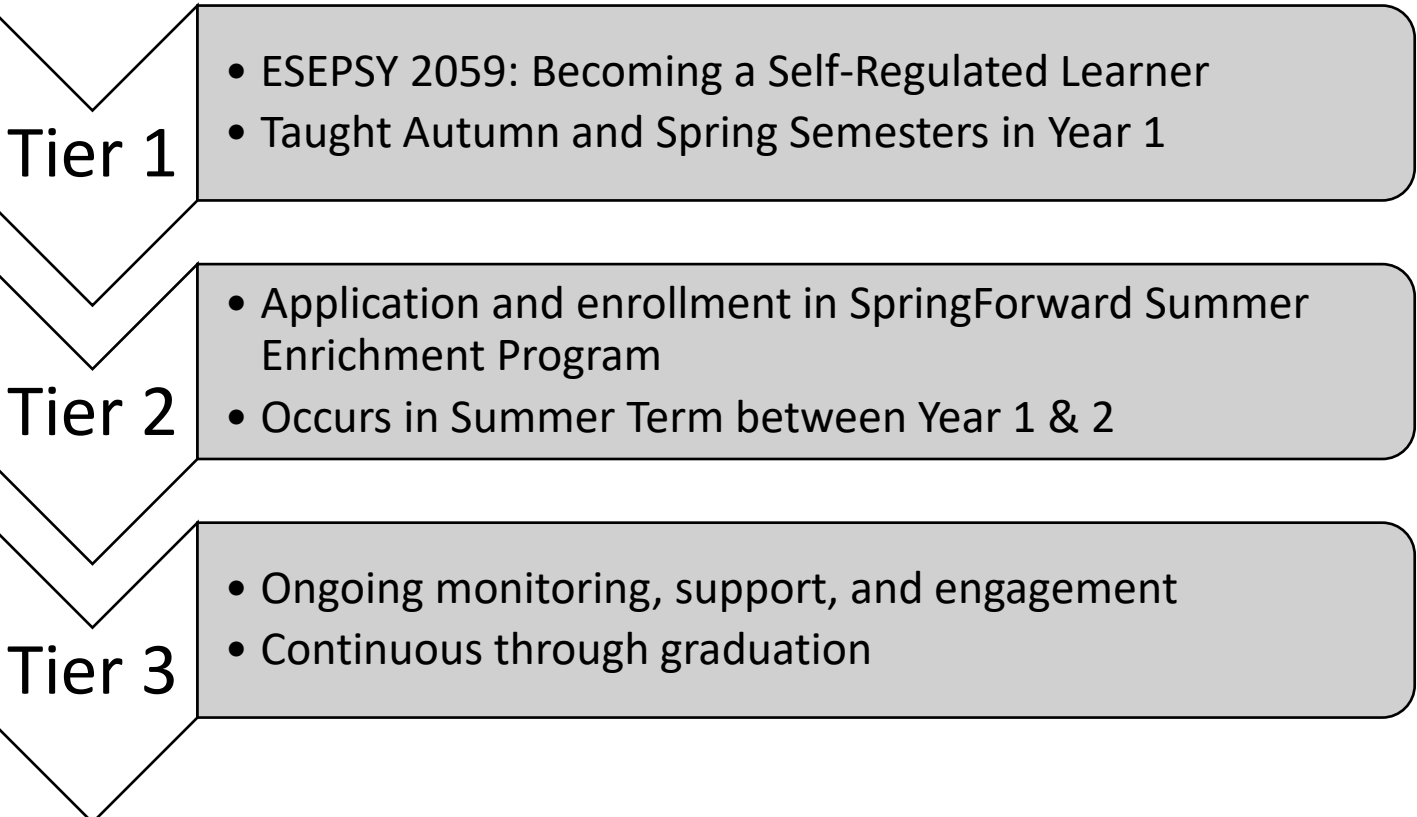 Tier 1
• ESEPSY 2059: Becoming a Self-Regulated Learner
• Taught Autumn and Spring Semesters in Year 1
Tier 2
• Application and enrollment in SpringForward Summer
Enrichment Program
• Occurs in Summer Term between Year 1 & 2
Tier 3
• Ongoing monitoring, support, and engagement
• Continuous through graduation